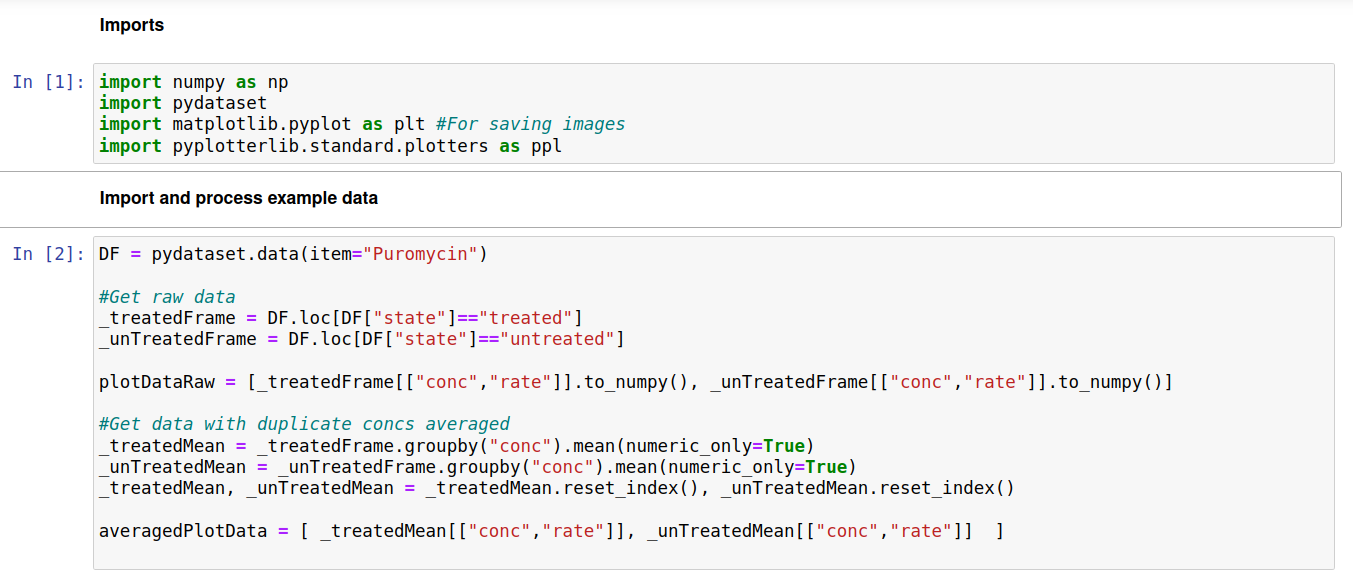 Imports
In [1]:
import numpy as np
import pydataset
import matplotlib.pyplot as plt #For saving images
import pyplotterlib.standard.plotters as ppl
Import and process example data
In [2]:
DF = pydataset.data(item="Puromycin")
#Get raw data
_treatedFrame = DF.loc[DF["state"]=="treated"]
_unTreatedFrame = DF.loc[DF["state"]=="untreated"]
plotDataRaw = [_treatedFrame[["conc","rate"]].to_numpy(), _unTreatedFrame[["conc","rate"]].to_numpy()]
#Get data with duplicate concs averaged
_treatedMean = _treatedFrame.groupby("conc").mean(numeric_only=True)
_unTreatedMean = _unTreatedFrame.groupby("conc").mean(numeric_only=True)
_treatedMean, _unTreatedMean = _treatedMean.reset_index(), _unTreatedMean.reset_index()
averagedPlotData = [ _treatedMean[["conc","rate"]], _unTreatedMean[["conc","rate"]]  ]